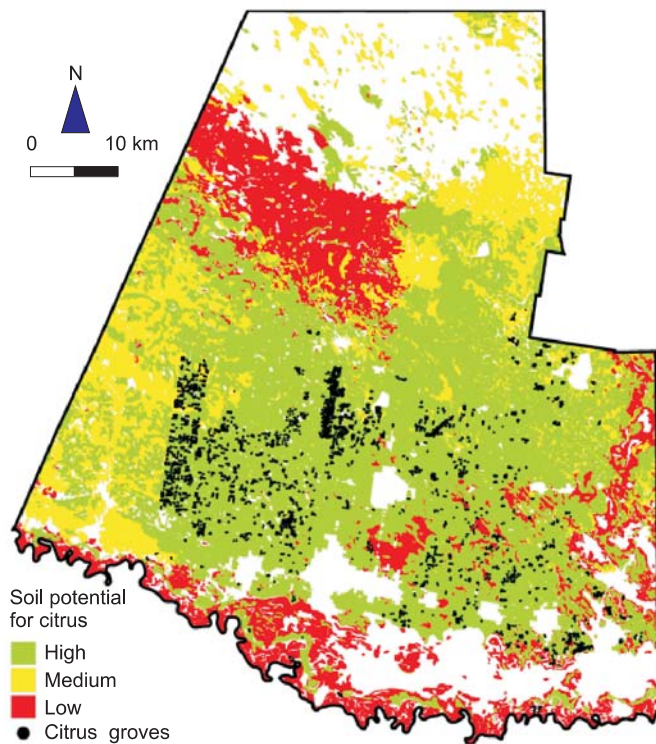 N
0 10 km
Soil potential
for citrus
High
Medium
Low
Citrus groves